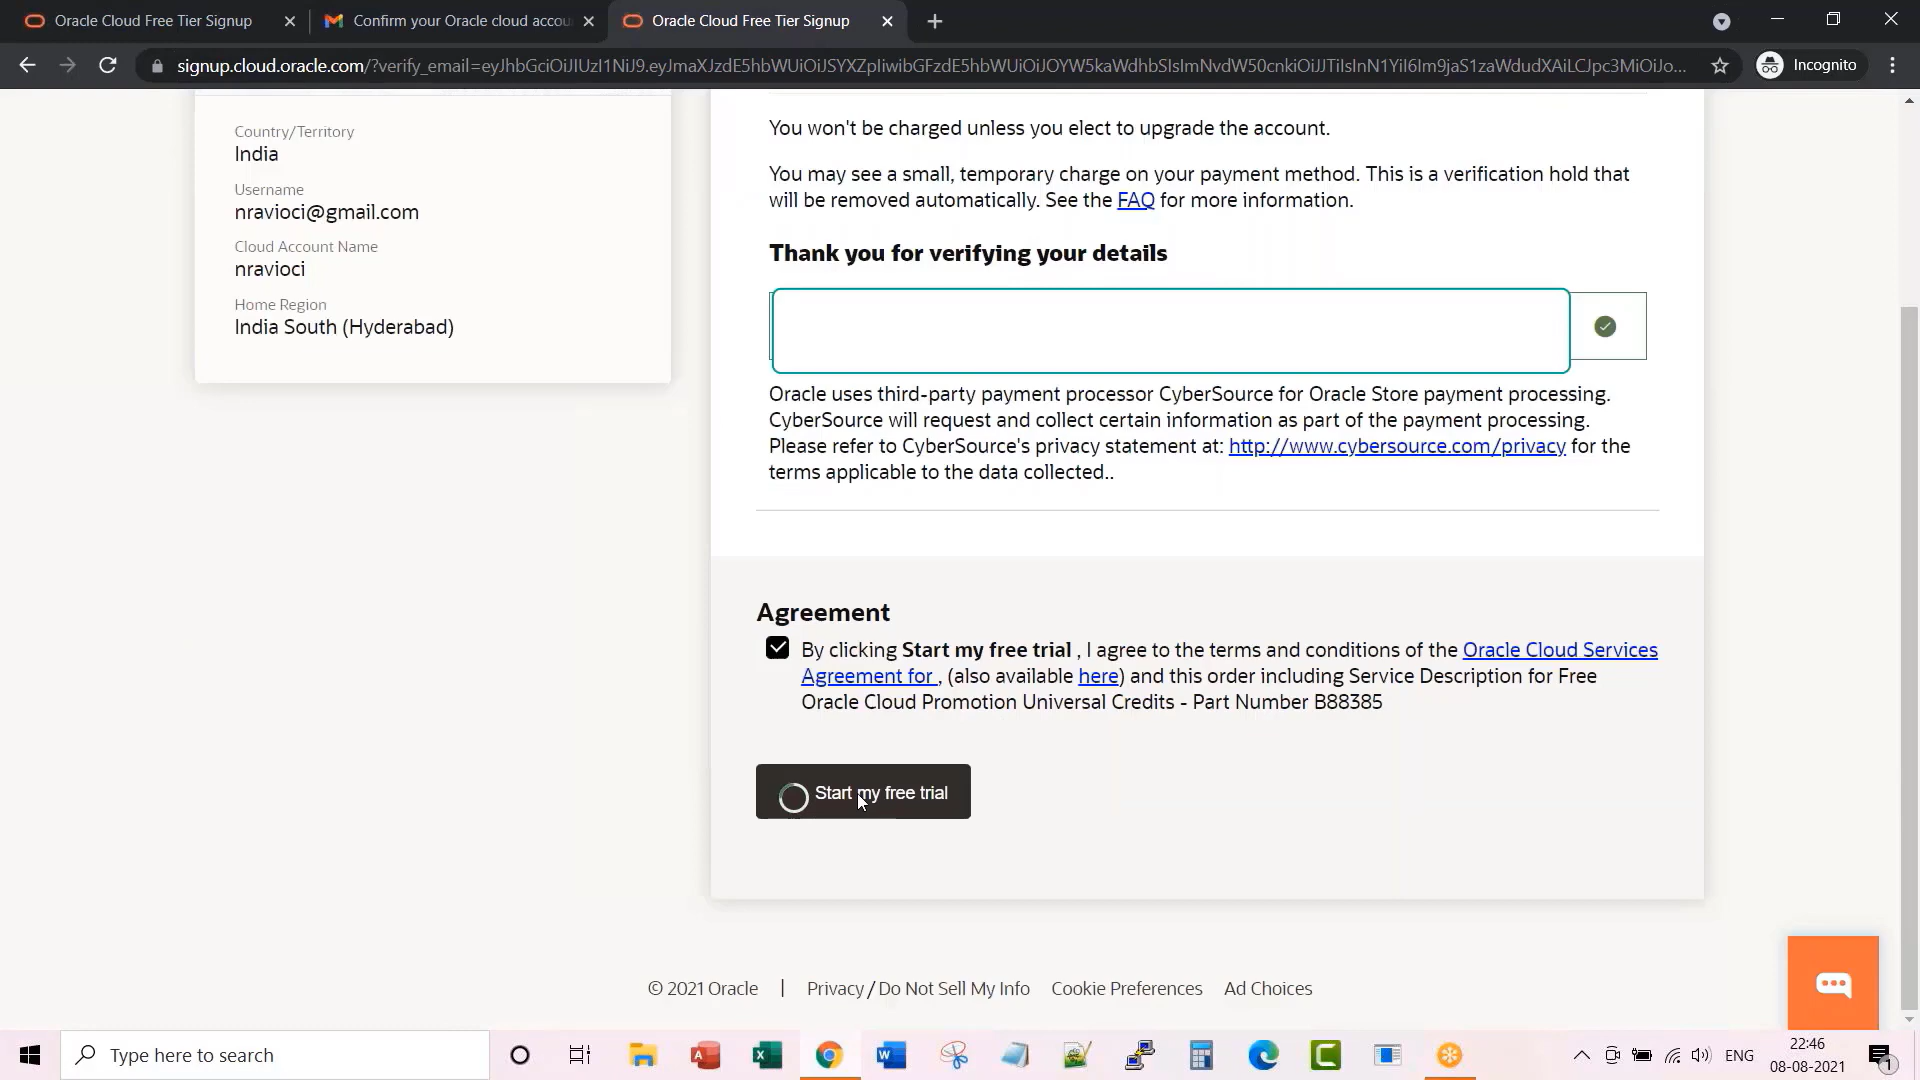 Oracle Cloud Free Tier Signup
Confirm your Oracle cloud accou
Oracle Cloud Free Tier Signup
Incognito
Country/Territory
India
Username
nravioci@gmail.com
Cloud Account Name
nravioci
Home Region
India South (Hyderabad)
You won't be charged unless you elect to upgrade the account.
You may see a small, temporary charge on your payment method. This is a verification hold that
will be removed automatically. See the FAQ for more information.
Thank you for verifying your details
Oracle uses third-party payment processor CyberSource for Oracle Store payment processing.
CyberSource will request and collect certain information as part of the payment processing.
Please refer to CyberSource's privacy statement at: http://www.cybersource.com/privacy for the
terms applicable to the data collected..
Agreement
By clicking Start my free trial , I agree to the terms and conditions of the Oracle Cloud Services
Agreement for , (also available here) and this order including Service Description for Free
Oracle Cloud Promotion Universal Credits - Part Number B88385
Start my free trial
© 2021 Oracle | Privacy / Do Not Sell My Info Cookie Preferences Ad Choices
Type here to search
ENG
22:46
08-08-2021
1